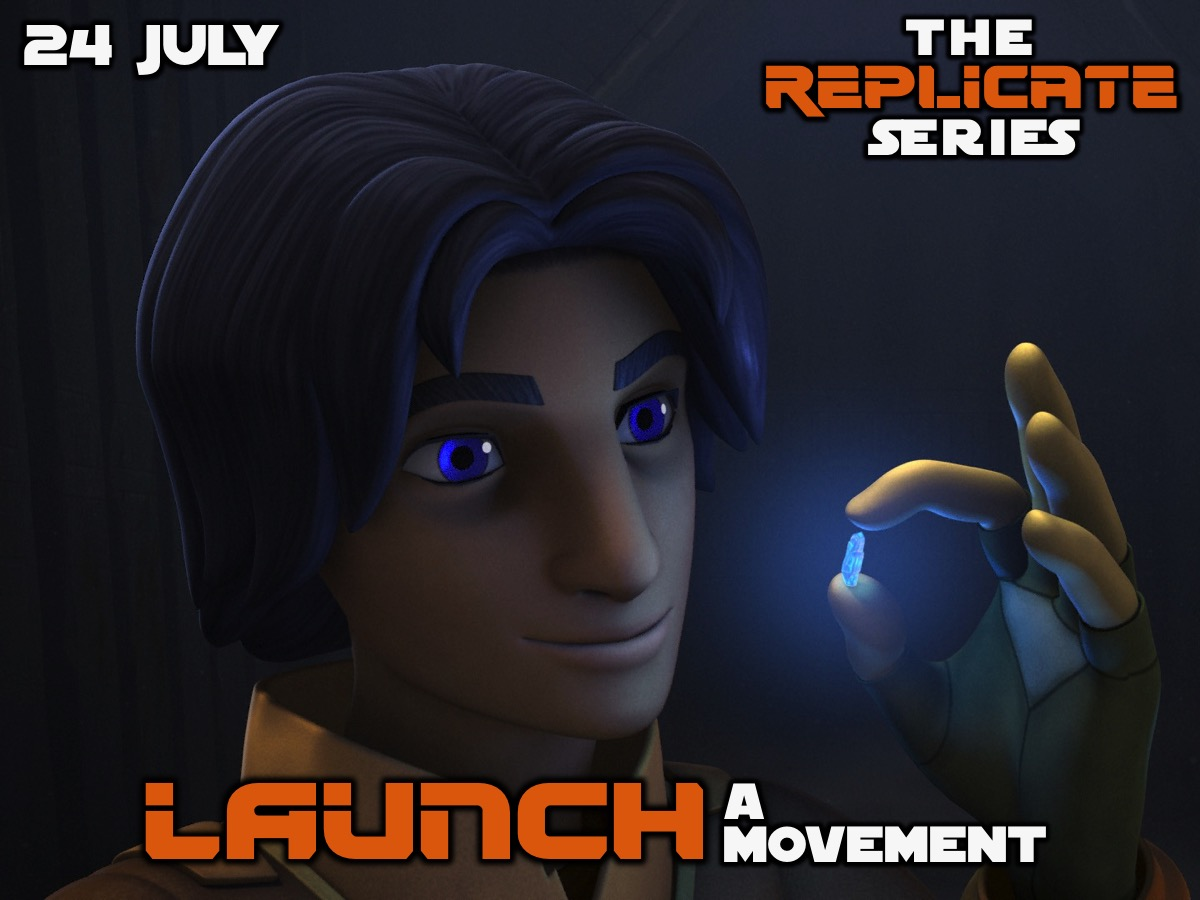 24 JULY
THE
REPLICATE
SERIES
LAUNCH
A
MOVEMENT